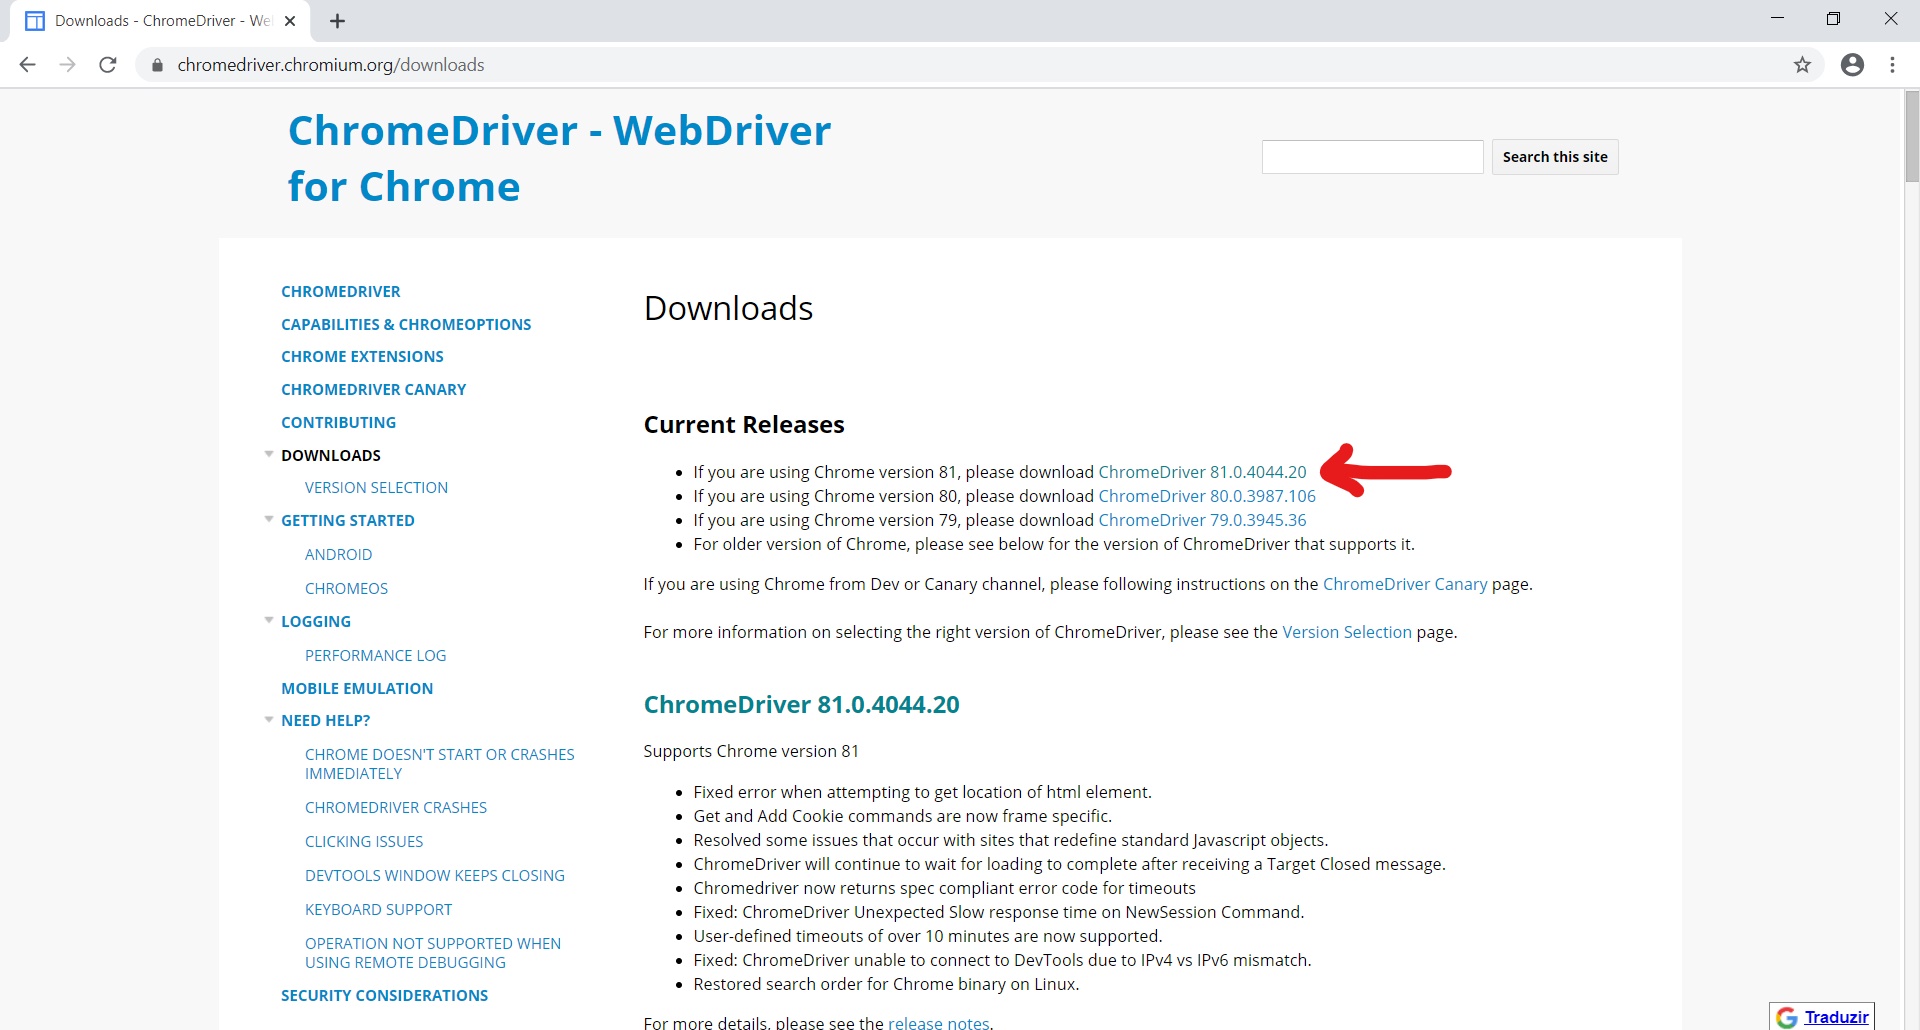 Downloads - ChromeDriver - We
chromedriver.chromium.org/downloads
ChromeDriver - WebDriver
for Chrome
Search this site
CHROMEDRIVER
CAPABILITIES & CHROMEOPTIONS
CHROME EXTENSIONS
CHROMEDRIVER CANARY
CONTRIBUTING
DOWNLOADS
VERSION SELECTION
GETTING STARTED
ANDROID
CHROMEOS
LOGGING
PERFORMANCE LOG
MOBILE EMULATION
NEED HELP?
CHROME DOESN'T START OR CRASHES
IMMEDIATELY
CHROMEDRIVER CRASHES
CLICKING ISSUES
DEVTOOLS WINDOW KEEPS CLOSING
KEYBOARD SUPPORT
OPERATION NOT SUPPORTED WHEN
USING REMOTE DEBUGGING
SECURITY CONSIDERATIONS
Downloads
Current Releases
If you are using Chrome version 81, please download ChromeDriver 81.0.4044.20
If you are using Chrome version 80, please download ChromeDriver 80.0.3987.106
If you are using Chrome version 79, please download ChromeDriver 79.0.3945.36
For older version of Chrome, please see below for the version of ChromeDriver that supports it.
If you are using Chrome from Dev or Canary channel, please following instructions on the ChromeDriver Canary page.
For more information on selecting the right version of ChromeDriver, please see the Version Selection page.
ChromeDriver 81.0.4044.20
Supports Chrome version 81
Fixed error when attempting to get location of html element.
Get and Add Cookie commands are now frame specific.
Resolved some issues that occur with sites that redefine standard Javascript objects.
ChromeDriver will continue to wait for loading to complete after receiving a Target Closed message.
Chromedriver now returns spec compliant error code for timeouts
Fixed: ChromeDriver Unexpected Slow response time on NewSession Command.
User-defined timeouts of over 10 minutes are now supported.
Fixed: ChromeDriver unable to connect to DevTools due to IPv4 vs IPv6 mismatch.
Restored search order for Chrome binary on Linux.
For more details, please see the release notes.
Traduzir